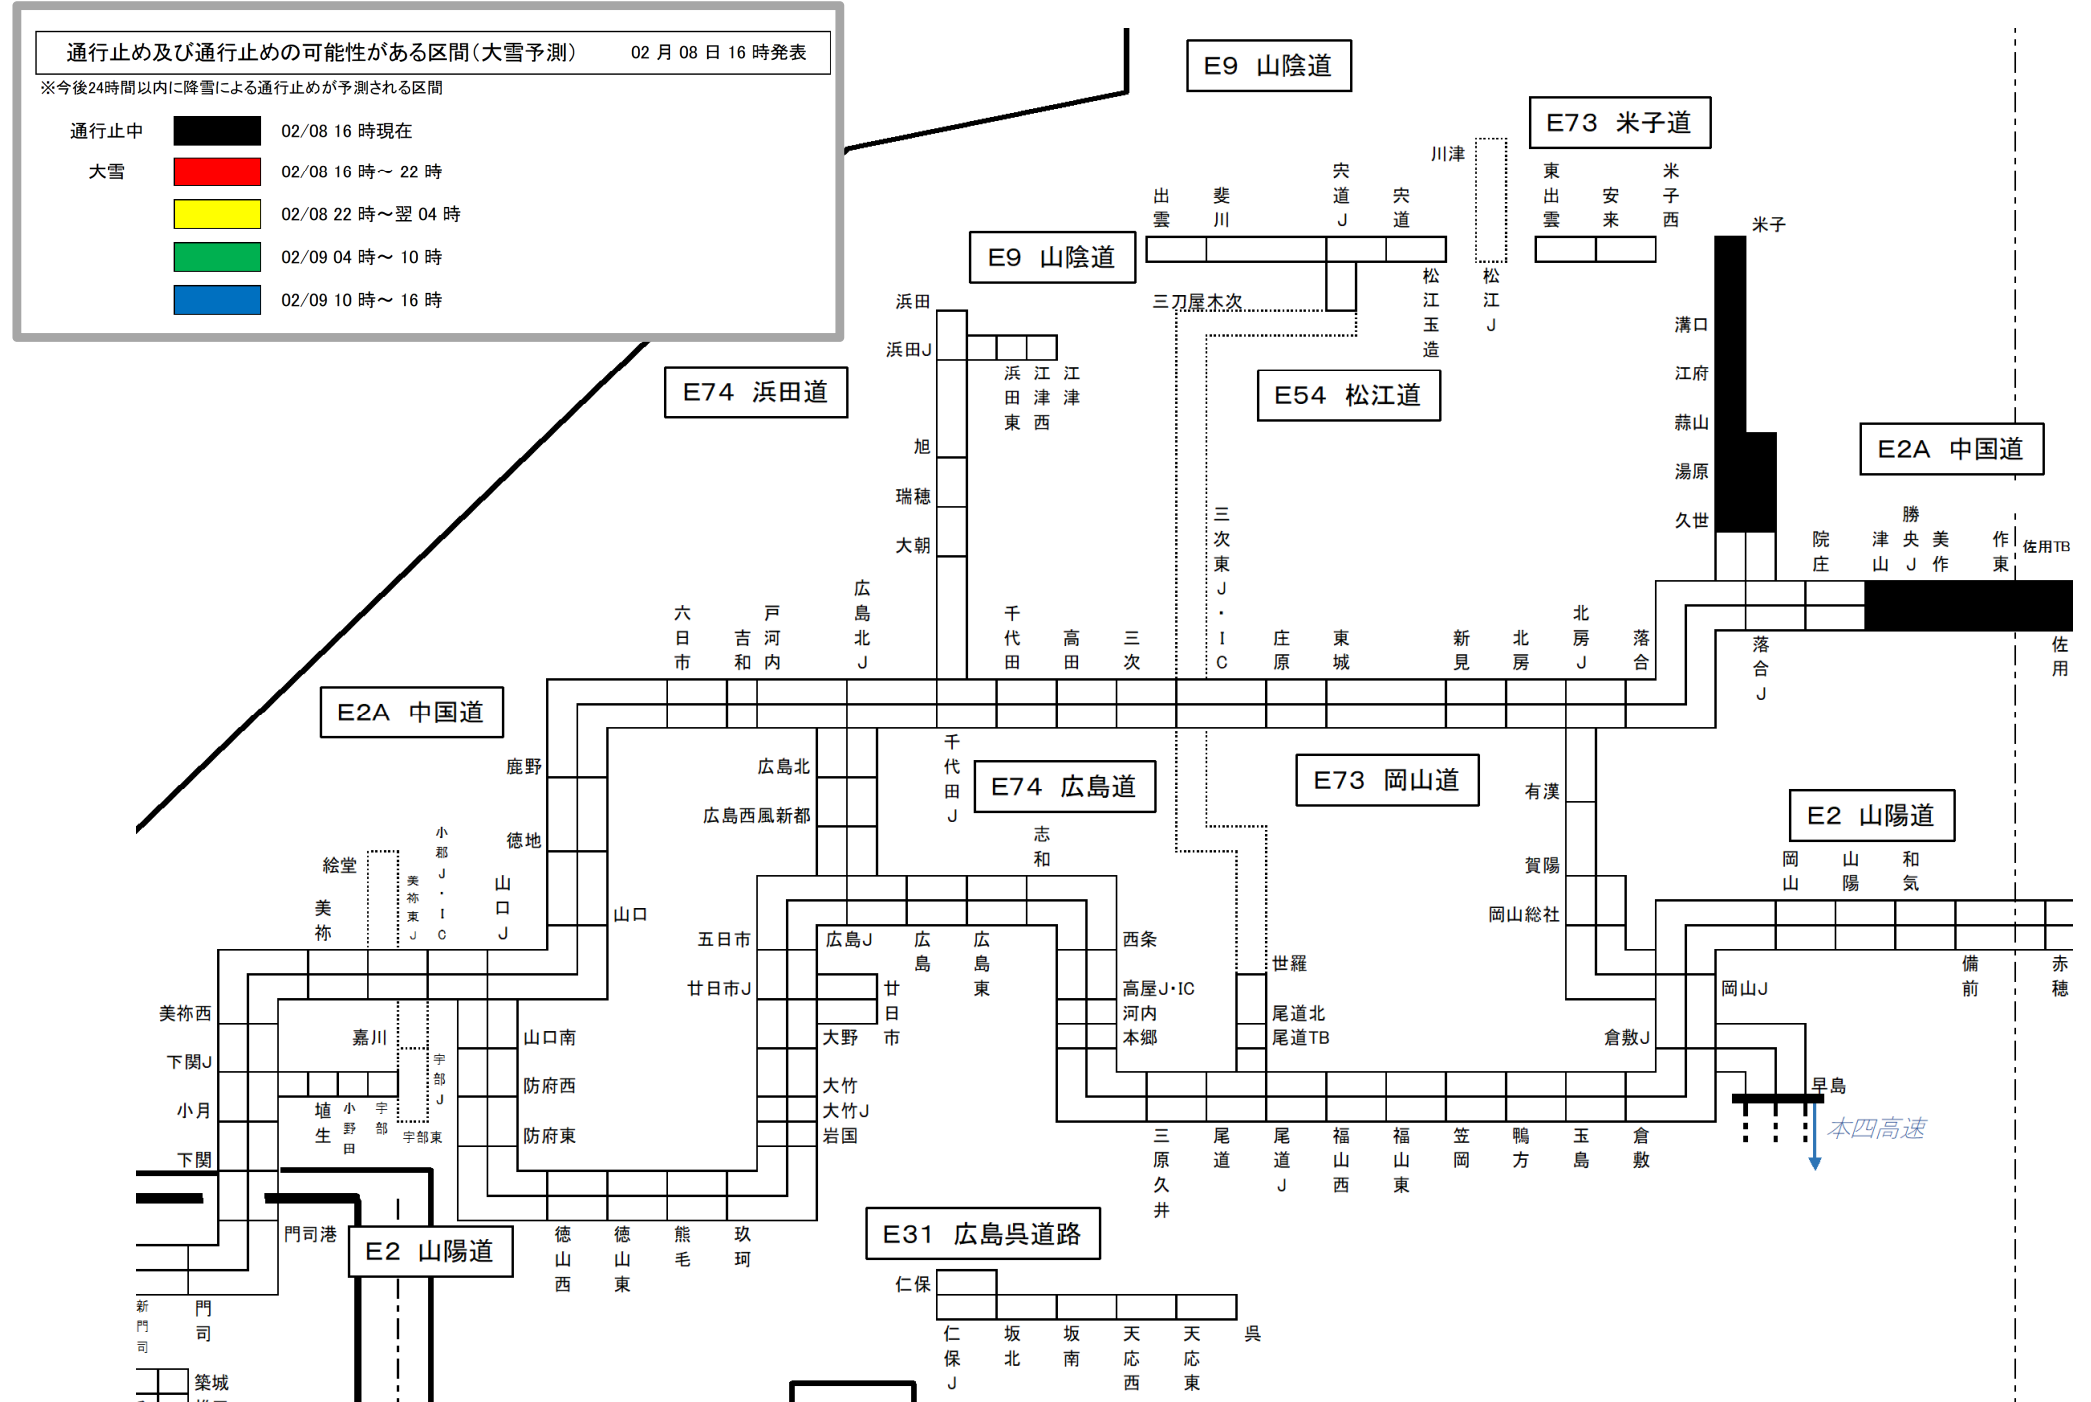 通行止め及び通行止めの可能性がある区間(大雪予測) 02 月 08 日 16 時発表
※今後24時間以内に降雪による通行止めが予測される区間
通行止中 02/08 16 時現在
大雪 02/08 16 時～ 22 時
02/08 22 時～翌 04 時
02/09 04 時～ 10 時
02/09 10 時～ 16 時
E9 山陰道
E73 米子道
川津
出雲
斐川
宍道J
宍道
東出雲
安来
米子西
米子
E9 山陰道
松江玉造
松江J
三刀屋木次
浜田
浜田J
浜田東
江津西
江津
E74 浜田道
E54 松江道
溝口
江府
蒜山
湯原
久世
E2A 中国道
旭
瑞穂
大朝
三次東J・IC
院庄
津山
勝央J
美作
作東
佐用TB
六日市
吉和
戸河内
広島北J
千代田
高田
三次
庄原
東城
新見
北房
北房J
落合
落合J
佐用
E2A 中国道
鹿野
広島北
広島西風新都
千代田J
E74 広島道
E73 岡山道
有漢
E2 山陽道
徳地
志和
賀陽
岡山
山陽
和気
絵堂
美祢
美祢東J
小郡J・IC
山口J
山口
岡山総社
五日市
広島J
広島
広島東
西条
世羅
備前
赤穂
美祢西
廿日市J
廿日市
高屋J・IC
河内
本郷
尾道北
尾道TB
岡山J
倉敷J
嘉川
山口南
大野
下関J
宇部J
防府西
大竹
大竹J
岩国
早島
小月
埴生
小野田
宇部
宇部東
防府東
本四高速
下関
三原久井
尾道
尾道J
福山西
福山東
笠岡
鴨方
玉島
倉敷
門司港
E2 山陽道
徳山西
徳山東
熊毛
玖珂
E31 広島呉道路
仁保
新門司
門司
仁保J
坂北
坂南
天応西
天応東
呉
築城